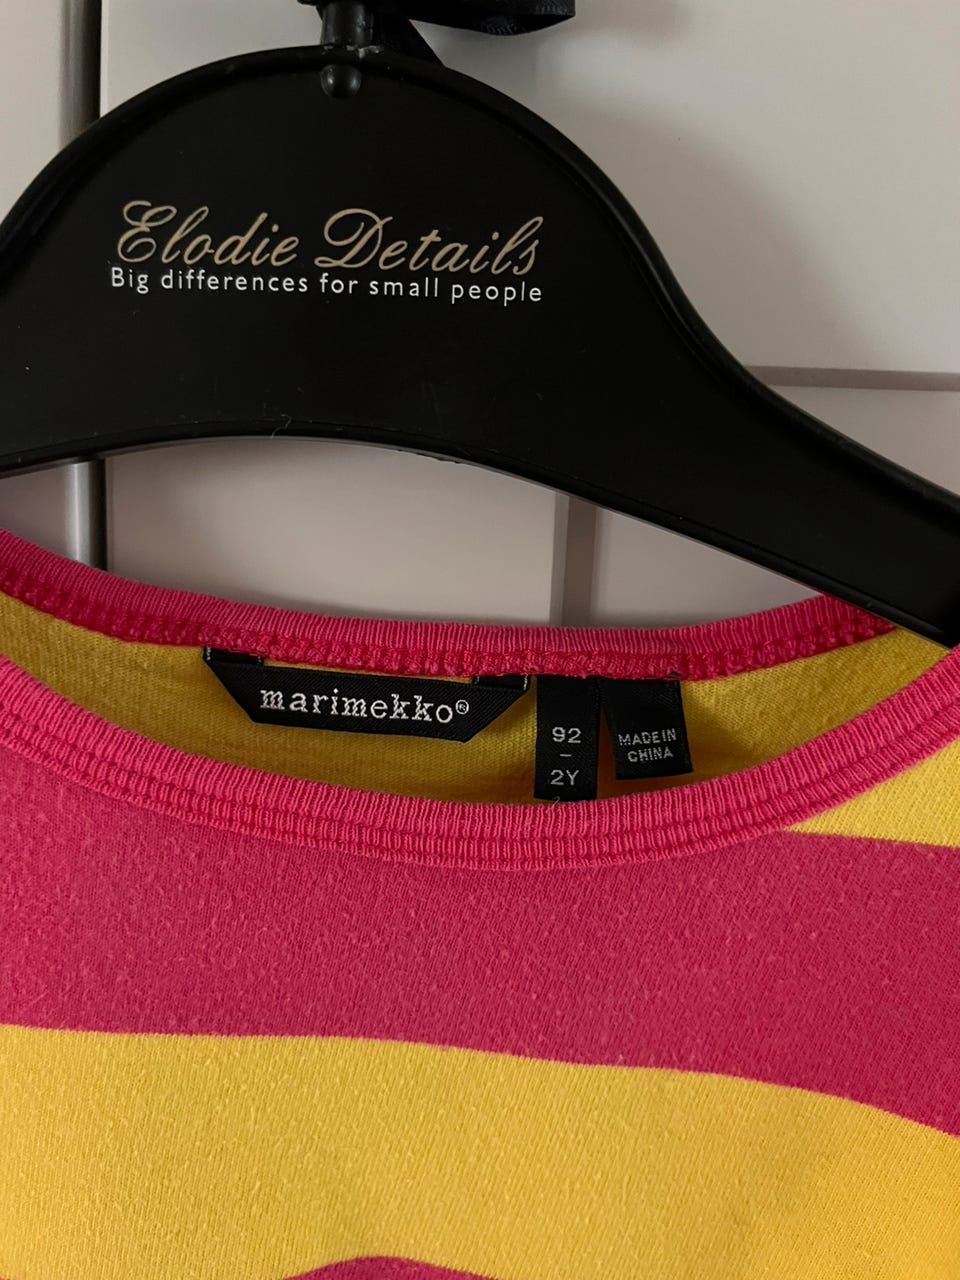 Elodie Details
Big differences for small people
marimekko®
92
–
2Y
MADE IN
CHINA